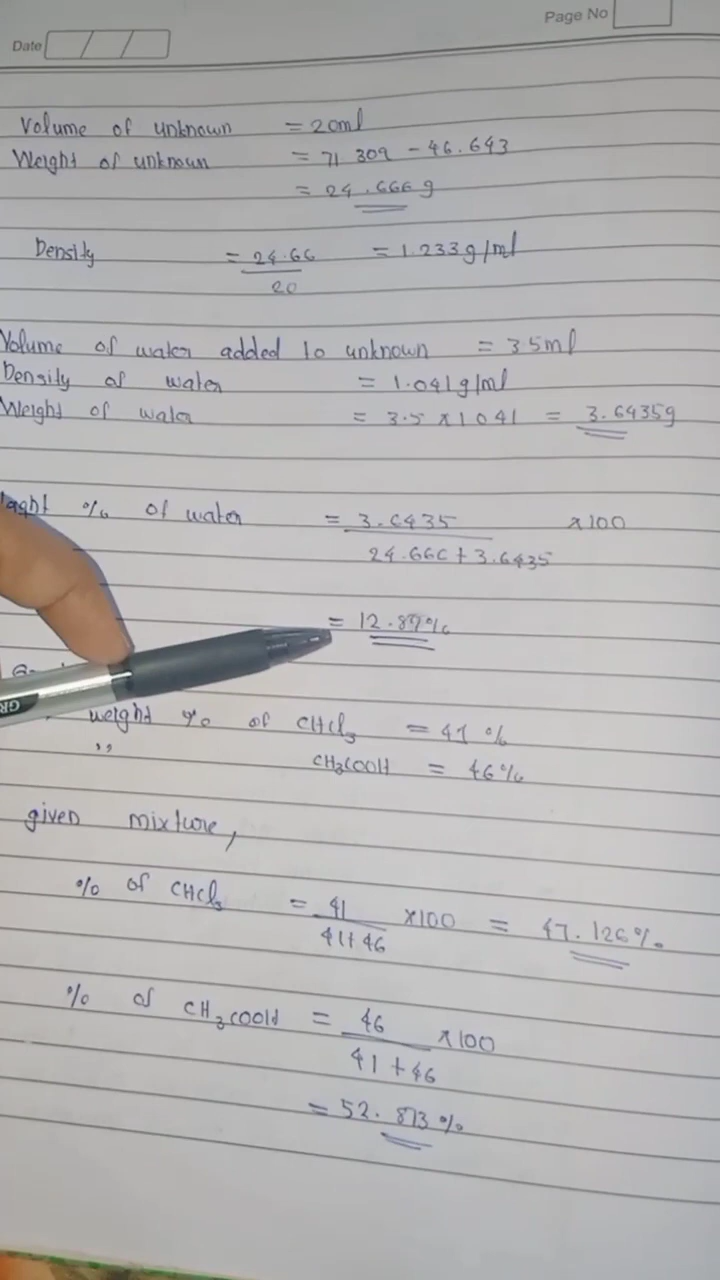 Page No
Date
Volume of unknown = 20ml
Weight of unknown = 71 309 - 46.643
= 24.666 g
Density = 24.66 / 20 = 1.233g/ml
Volume of water added to unknown = 3.5ml
Density of water = 1.041g/ml
Weight of water = 3.5 x 1 041 = 3.6435g
% of water = 3.6435 / 24.666 + 3.6435 x100
= 12.87%
GR
weight % of CHCl3 = 41 %
,, CH3COOH = 46%
given mixture,
% of CHCl3 = 41 / 41+46 x100 = 47.126%
% of CH3COOH = 46 / 41+46 x100
= 52.873%